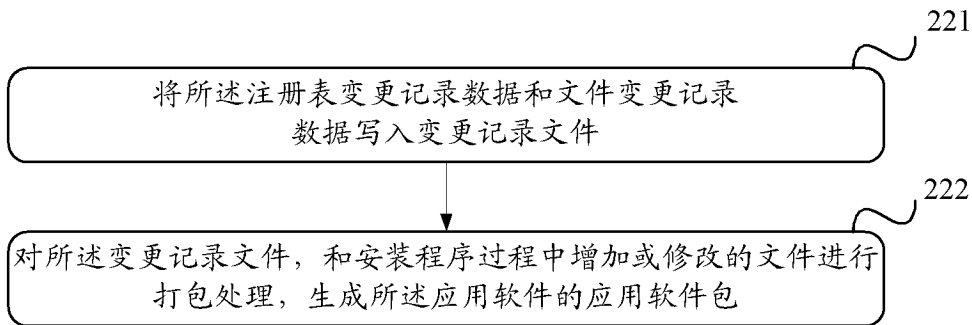 221
将所述注册表变更记录数据和文件变更记录
数据写入变更记录文件
222
对所述变更记录文件，和安装程序过程中增加或修改的文件进行
打包处理，生成所述应用软件的应用软件包